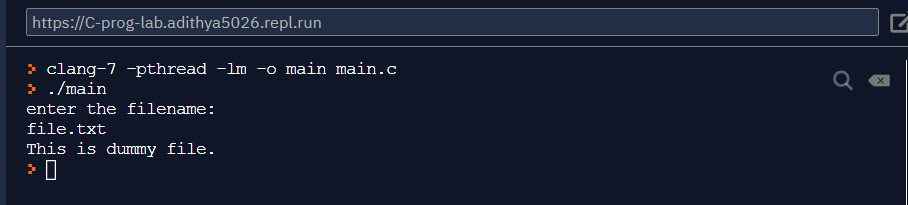 https://C-prog-lab.adithya5026.repl.run
> clang-7 -pthread -lm -o main main.c
> ./main
enter the filename:
file.txt
This is dummy file.
>